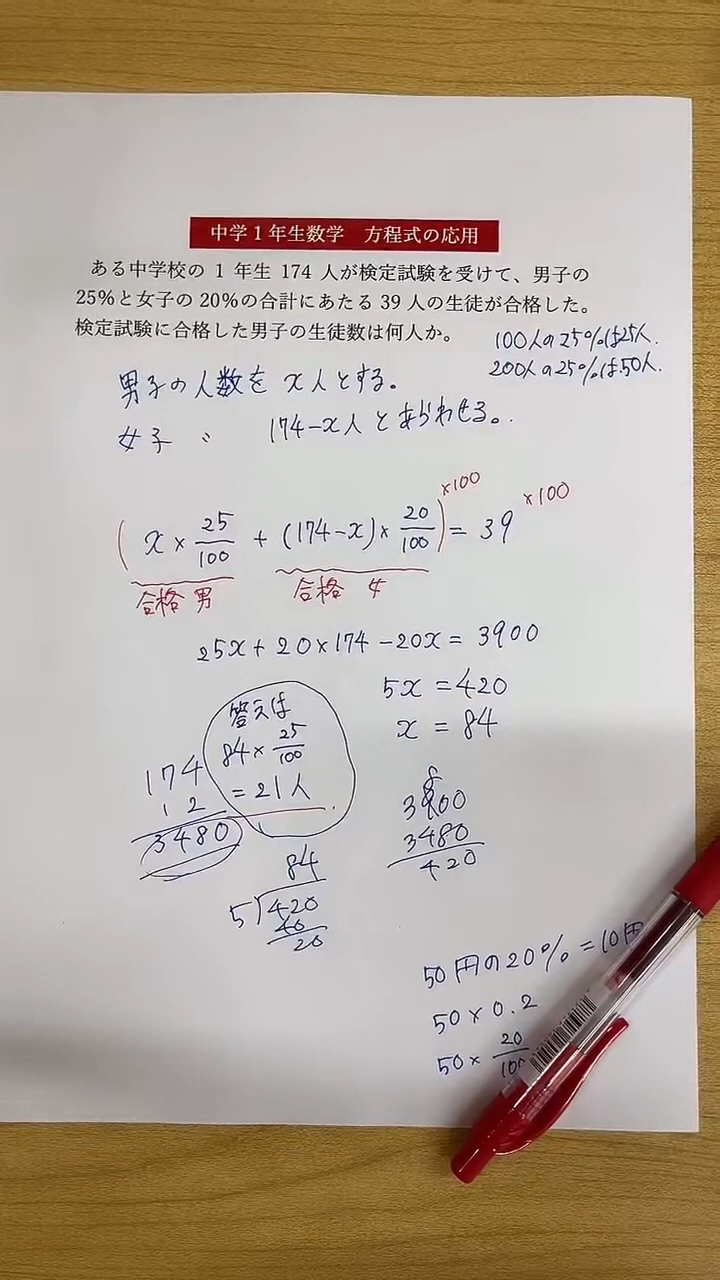 中学1年生数学 方程式の応用
ある中学校の 1 年生 174 人が検定試験を受けて、男子の
25%と女子の 20%の合計にあたる 39 人の生徒が合格した。
検定試験に合格した男子の生徒数は何人か。
100人の25%は25人.
200人の25%は50人.
男子の人数を x人とする。
女子 〃 174-x人とあらわせる。
(x × 25/100 + (174-x) × 20/100)×100 = 39 ×100
合格 男 合格 女
25x + 20×174 - 20x = 3900
5x = 420
x = 84
答えは
84 × 25/100
= 21人
174
2
3480
3900
3480
420
84
5)420
40
20
50円の20% = 10円
50 × 0.2
50 × 20/100